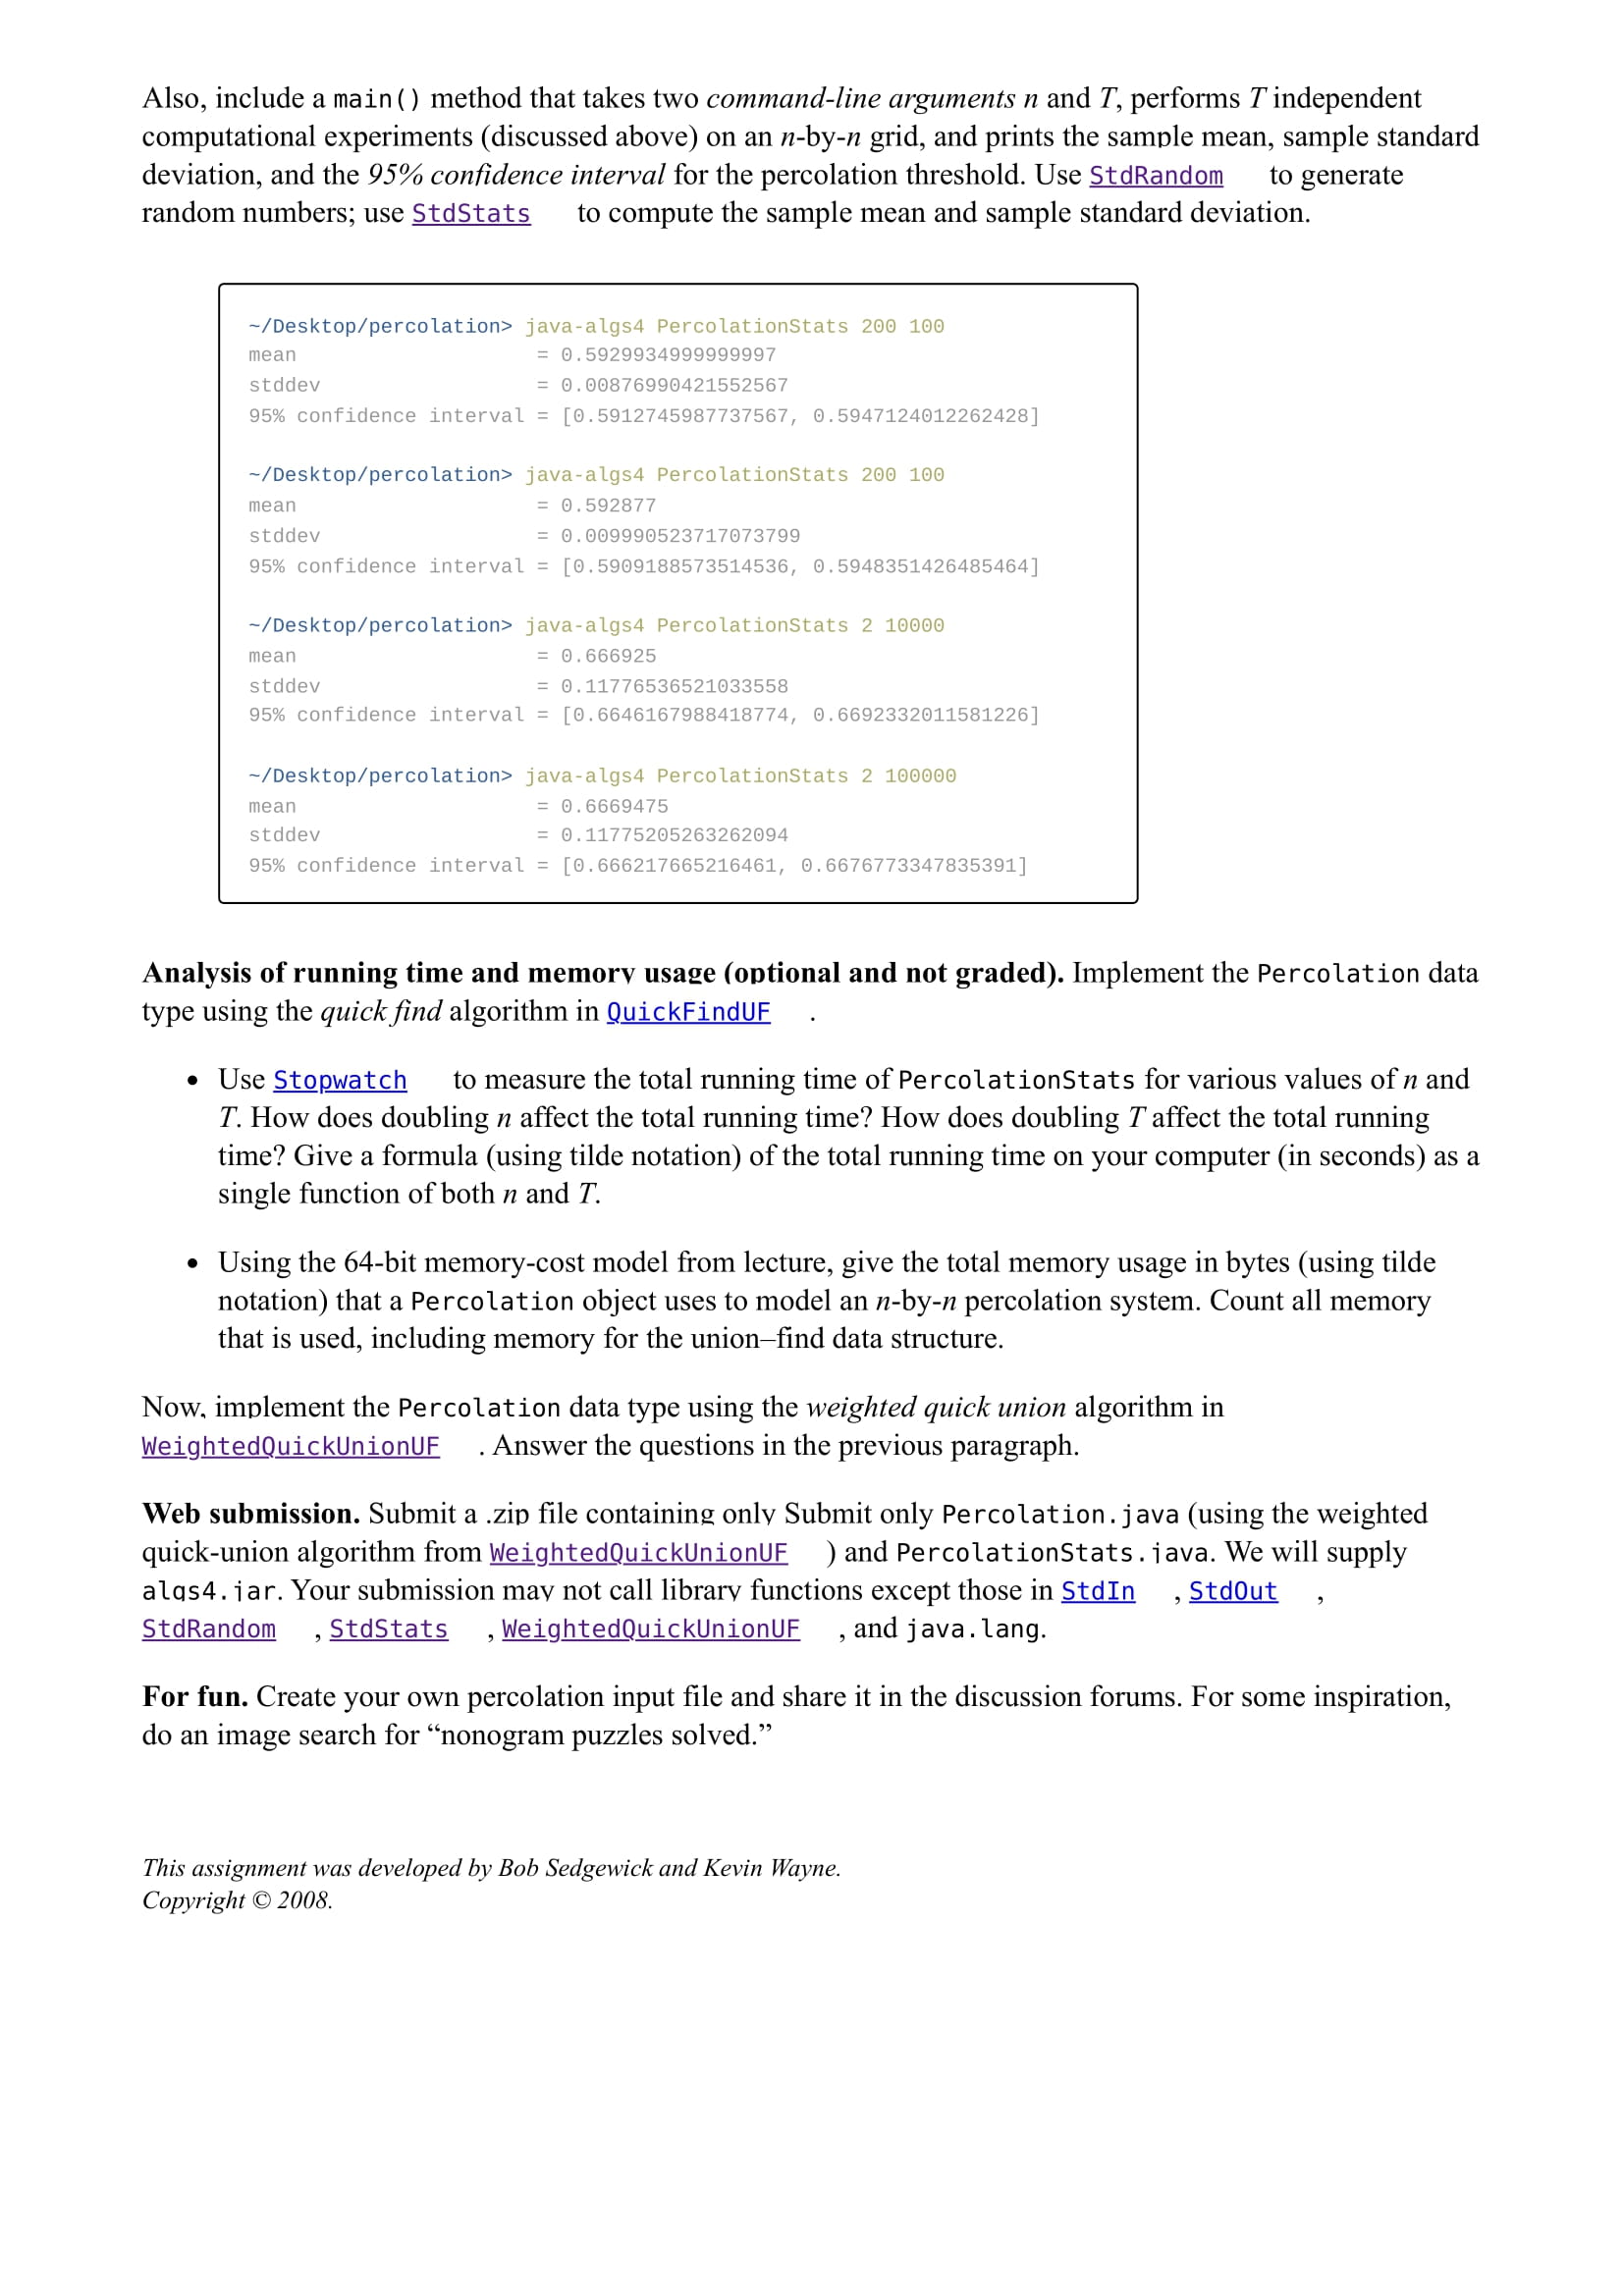 Also, include a main() method that takes two command-line arguments n and T, performs T independent
computational experiments (discussed above) on an n-by-n grid, and prints the sample mean, sample standard
deviation, and the 95% confidence interval for the percolation threshold. Use StdRandom to generate
random numbers; use StdStats to compute the sample mean and sample standard deviation.
~/Desktop/percolation> java-algs4 PercolationStats 200 100
mean = 0.5929934999999997
stddev = 0.00876990421552567
95% confidence interval = [0.5912745987737567, 0.5947124012262428]
~/Desktop/percolation> java-algs4 PercolationStats 200 100
mean = 0.592877
stddev = 0.009990523717073799
95% confidence interval = [0.5909188573514536, 0.5948351426485464]
~/Desktop/percolation> java-algs4 PercolationStats 2 10000
mean = 0.666925
stddev = 0.11776536521033558
95% confidence interval = [0.6646167988418774, 0.6692332011581226]
~/Desktop/percolation> java-algs4 PercolationStats 2 100000
mean = 0.6669475
stddev = 0.11775205263262094
95% confidence interval = [0.666217665216461, 0.6676773347835391]
Analysis of running time and memory usage (optional and not graded). Implement the Percolation data
type using the quick find algorithm in QuickFindUF .
• Use Stopwatch to measure the total running time of PercolationStats for various values of n and
T. How does doubling n affect the total running time? How does doubling T affect the total running
time? Give a formula (using tilde notation) of the total running time on your computer (in seconds) as a
single function of both n and T.
• Using the 64-bit memory-cost model from lecture, give the total memory usage in bytes (using tilde
notation) that a Percolation object uses to model an n-by-n percolation system. Count all memory
that is used, including memory for the union–find data structure.
Now, implement the Percolation data type using the weighted quick union algorithm in
WeightedQuickUnionUF . Answer the questions in the previous paragraph.
Web submission. Submit a .zip file containing only Submit only Percolation.java (using the weighted
quick-union algorithm from WeightedQuickUnionUF ) and PercolationStats.java. We will supply
algs4.jar. Your submission may not call library functions except those in StdIn , StdOut ,
StdRandom , StdStats , WeightedQuickUnionUF , and java.lang.
For fun. Create your own percolation input file and share it in the discussion forums. For some inspiration,
do an image search for “nonogram puzzles solved.”
This assignment was developed by Bob Sedgewick and Kevin Wayne.
Copyright © 2008.